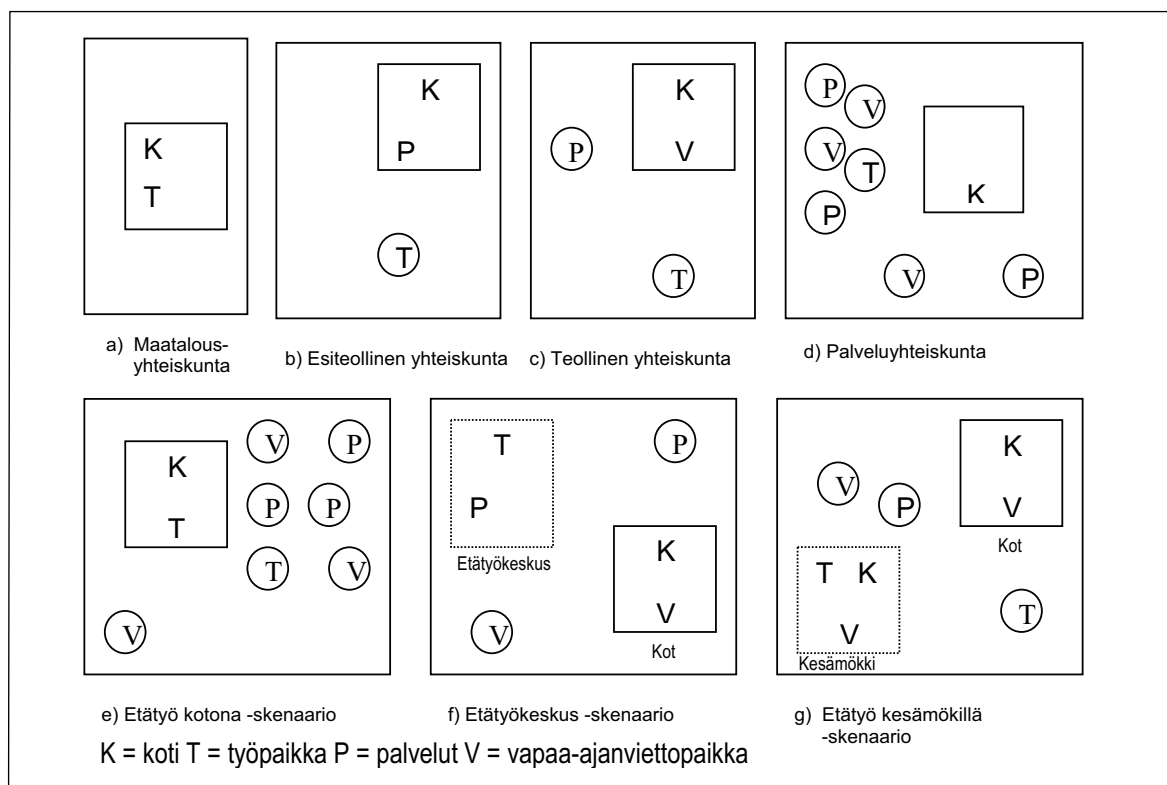 K
T
a) Maatalous-
yhteiskunta
K
P
T
b) Esiteollinen yhteiskunta
K
V
P
T
c) Teollinen yhteiskunta
P
V
V
T
P
K
V
P
d) Palveluyhteiskunta
K
T
V P
P P
T V
V
e) Etätyö kotona -skenaario
T
P
Etätyökeskus
P
K
V
Kot
V
f) Etätyökeskus -skenaario
K
V
Kot
V
P
T K
V
Kesämökki
T
g) Etätyö kesämökillä
-skenaario
K = koti T = työpaikka P = palvelut V = vapaa-ajanviettopaikka